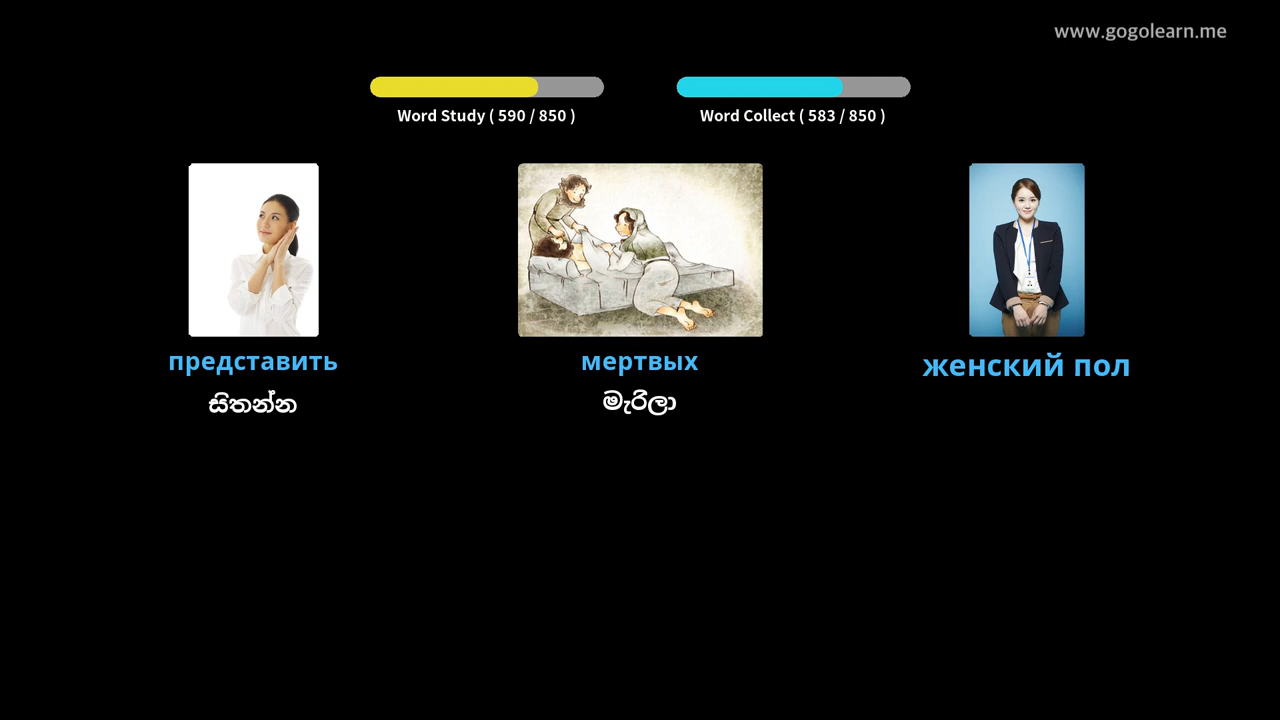 www.gogolearn.me
Word Study ( 590 / 850 )
Word Collect ( 583 / 850 )
представить
мертвых
женский пол
සිතන්න
මැරිලා